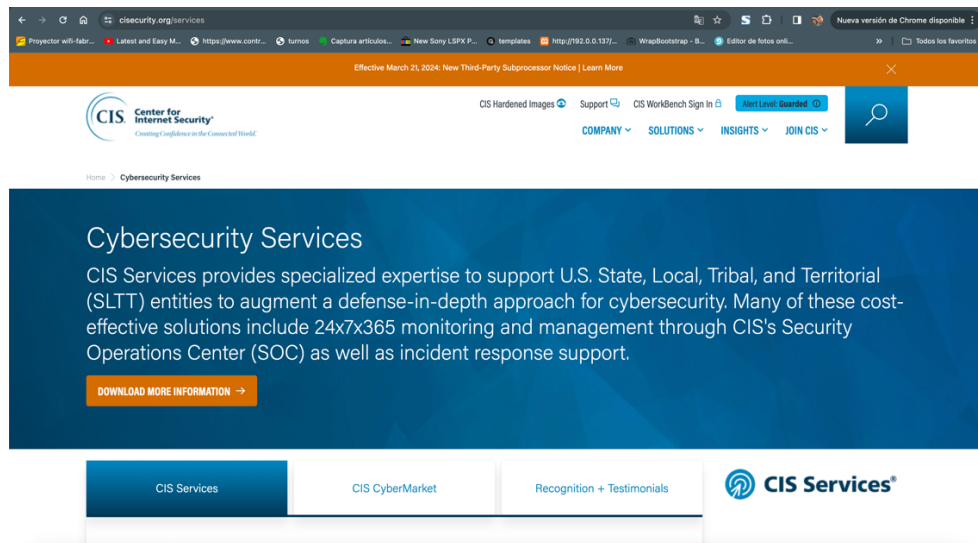 cisecurity.org/services
Nueva versión de Chrome disponible
Proyector wifi-fabr... Latest and Easy M... https://www.contr... turnos Captura artículos... New Sony LSPX P... templates http://192.0.0.137/... WrapBootstrap – B... Editor de fotos onli... » Todos los favoritos
Effective March 21, 2024: New Third-Party Subprocessor Notice | Learn More
CIS Hardened Images Support CIS WorkBench Sign In Alert Level: Guarded
CIS. Center for
Internet Security®
Creating Confidence in the Connected World.®
COMPANY SOLUTIONS INSIGHTS JOIN CIS
Home > Cybersecurity Services
Cybersecurity Services
CIS Services provides specialized expertise to support U.S. State, Local, Tribal, and Territorial
(SLTT) entities to augment a defense-in-depth approach for cybersecurity. Many of these cost-
effective solutions include 24x7x365 monitoring and management through CIS's Security
Operations Center (SOC) as well as incident response support.
DOWNLOAD MORE INFORMATION →
CIS Services CIS CyberMarket Recognition + Testimonials
CIS Services®